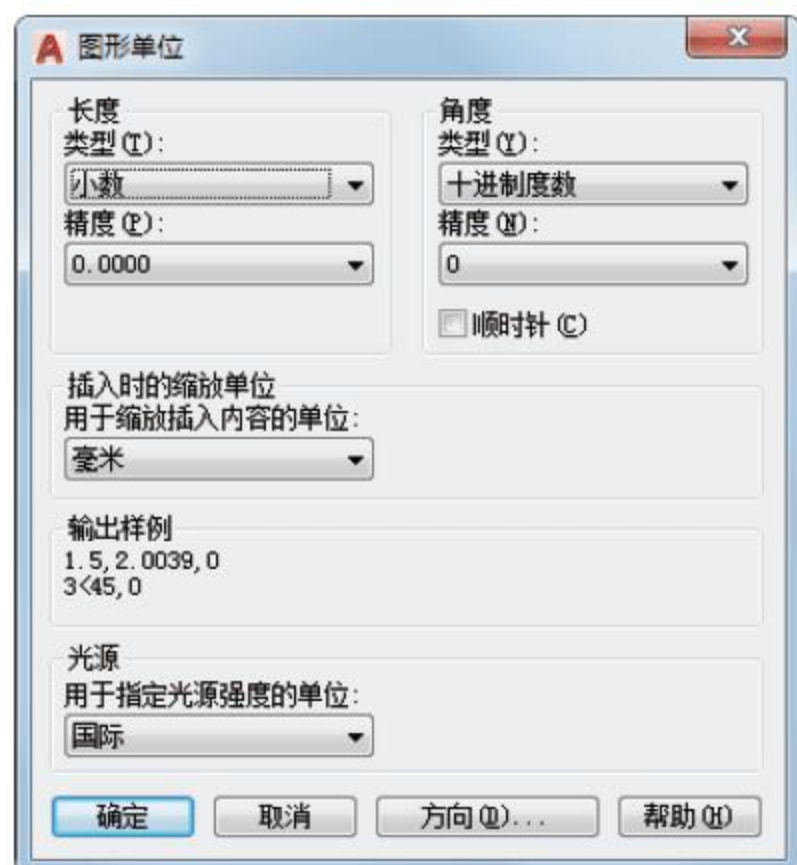 图形单位
长度
类型(T):
小数
精度(P):
0.0000
角度
类型(Y):
十进制度数
精度(N):
0
顺时针(C)
插入时的缩放单位
用于缩放插入内容的单位:
毫米
输出样例
1.5,2.0039,0
3<45,0
光源
用于指定光源强度的单位:
国际
确定 取消 方向(D)... 帮助(H)